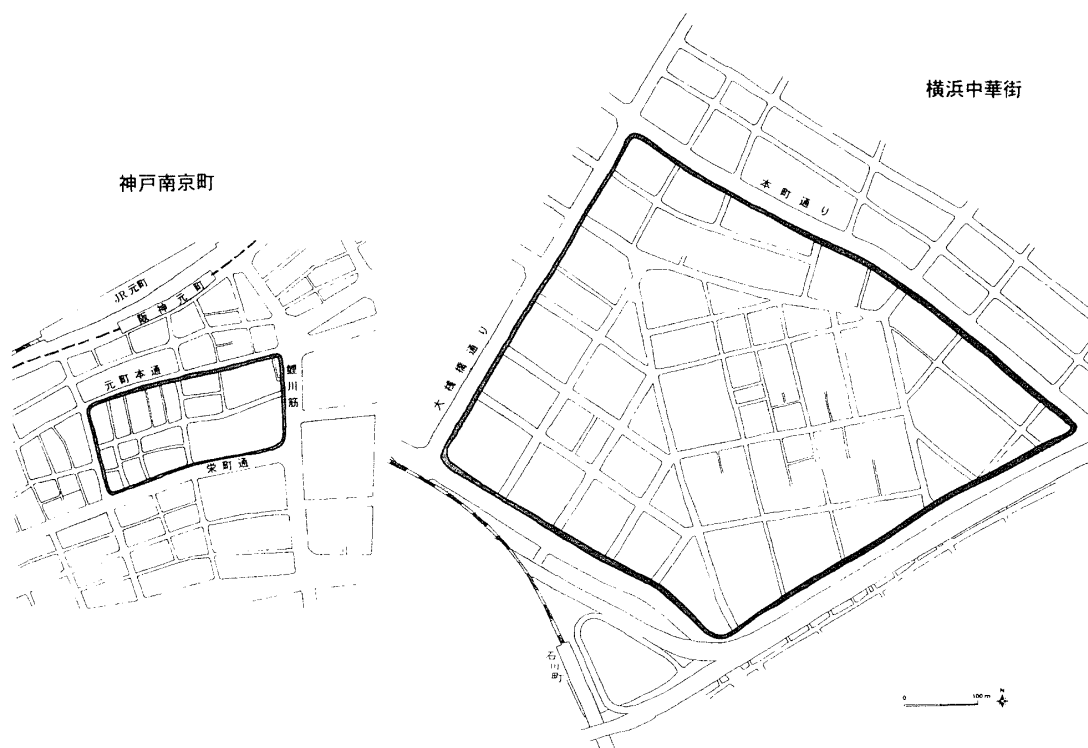 横浜中華街
神戸南京町
本町通り
JR元町
阪神元町
大桟橋通り
元町本通
鯉川筋
栄町通
石川町
0 100m
N